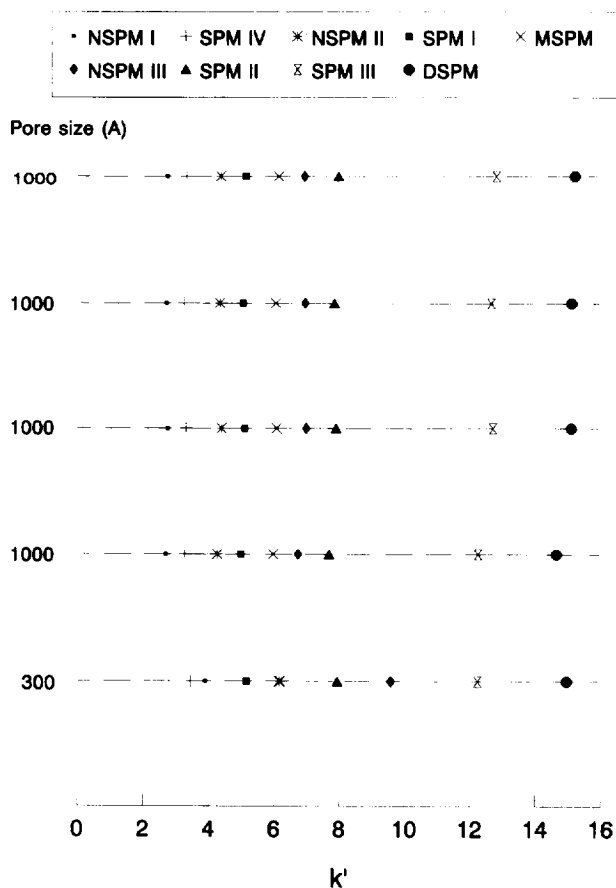 NSPM I SPM IV NSPM II SPM I MSPM
NSPM III SPM II SPM III DSPM
Pore size (A)
1000
1000
1000
1000
300
0 2 4 6 8 10 12 14 16
k'